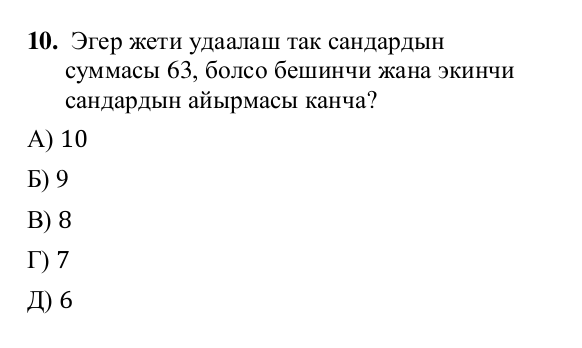 10. Эгер жети удаалаш так сандардын
суммасы 63, болсо бешинчи жана экинчи
сандардын айырмасы канча?
А) 10
Б) 9
В) 8
Г) 7
Д) 6